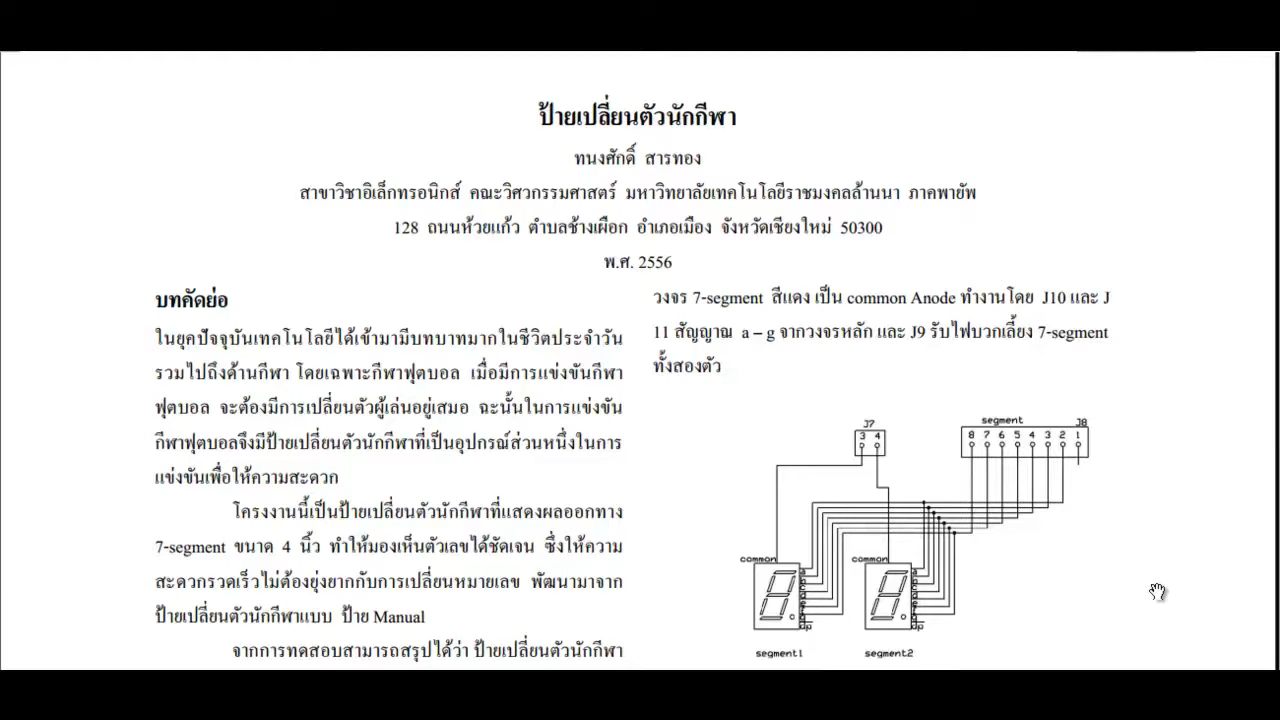 ป้ายเปลี่ยนตัวนักกีฬา
ทนงศักดิ์ สารทอง
สาขาวิชาอิเล็กทรอนิกส์ คณะวิศวกรรมศาสตร์ มหาวิทยาลัยเทคโนโลยีราชมงคลล้านนา ภาคพายัพ
128 ถนนห้วยแก้ว ตำบลช้างเผือก อำเภอเมือง จังหวัดเชียงใหม่ 50300
พ.ศ. 2556
บทคัดย่อ
ในยุคปัจจุบันเทคโนโลยีได้เข้ามามีบทบาทมากในชีวิตประจำวัน
รวมไปถึงด้านกีฬา โดยเฉพาะกีฬาฟุตบอล เมื่อมีการแข่งขันกีฬา
ฟุตบอล จะต้องมีการเปลี่ยนตัวผู้เล่นอยู่เสมอ ฉะนั้นในการแข่งขัน
กีฬาฟุตบอลจึงมีป้ายเปลี่ยนตัวนักกีฬาที่เป็นอุปกรณ์ส่วนหนึ่งในการ
แข่งขันเพื่อให้ความสะดวก
โครงงานนี้เป็นป้ายเปลี่ยนตัวนักกีฬาที่แสดงผลออกทาง
7-segment ขนาด 4 นิ้ว ทำให้มองเห็นตัวเลขได้ชัดเจน ซึ่งให้ความ
สะดวกรวดเร็วไม่ต้องยุ่งยากกับการเปลี่ยนหมายเลข พัฒนามาจาก
ป้ายเปลี่ยนตัวนักกีฬาแบบ ป้าย Manual
จากการทดสอบสามารถสรุปได้ว่า ป้ายเปลี่ยนตัวนักกีฬา
วงจร 7-segment สีแดง เป็น common Anode ทำงานโดย J10 และ J
11 สัญญาณ a – g จากวงจรหลัก และ J9 รับไฟบวกเลี้ยง 7-segment
ทั้งสองตัว
J7
3 4
segment J8
8 7 6 5 4 3 2 1
common common
segment1 segment2